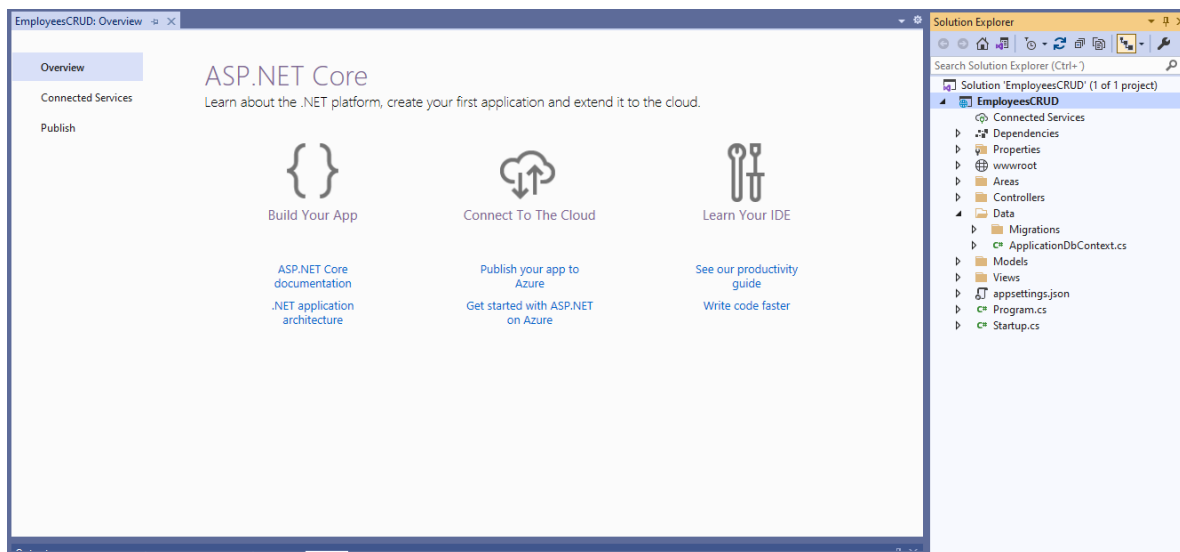 EmployeesCRUD: Overview
Overview
Connected Services
Publish
ASP.NET Core
Learn about the .NET platform, create your first application and extend it to the cloud.
Build Your App
Connect To The Cloud
Learn Your IDE
ASP.NET Core
documentation
.NET application
architecture
Publish your app to
Azure
Get started with ASP.NET
on Azure
See our productivity
guide
Write code faster
Solution Explorer
Search Solution Explorer (Ctrl+´)
Solution 'EmployeesCRUD' (1 of 1 project)
EmployeesCRUD
Connected Services
Dependencies
Properties
wwwroot
Areas
Controllers
Data
Migrations
C# ApplicationDbContext.cs
Models
Views
appsettings.json
C# Program.cs
C# Startup.cs